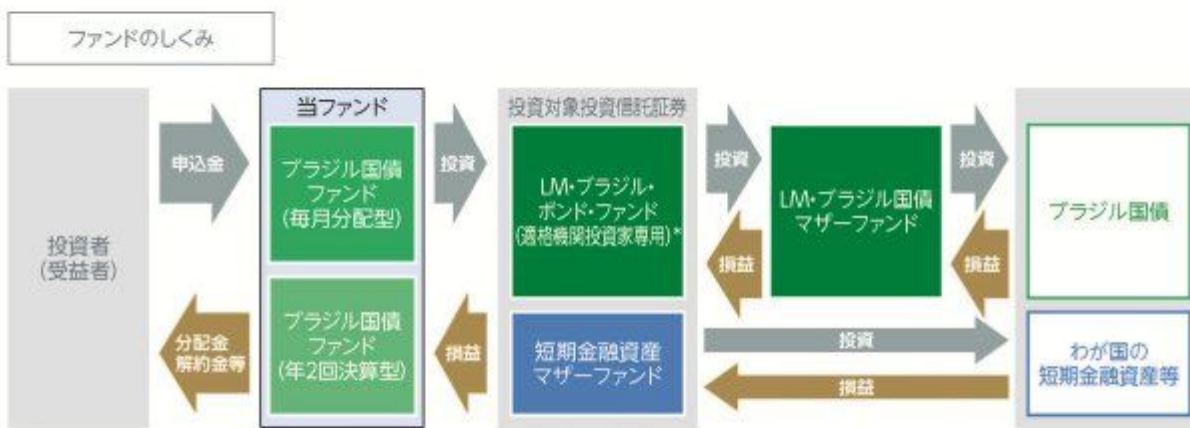 ファンドのしくみ
投資者
(受益者)
申込金
分配金
解約金等
当ファンド
ブラジル国債
ファンド
(毎月分配型)
ブラジル国債
ファンド
(年2回決算型)
投資
損益
投資対象投資信託証券
LM・ブラジル・
ボンド・ファンド
(適格機関投資家専用)*
短期金融資産
マザーファンド
投資
損益
LM・ブラジル国債
マザーファンド
投資
損益
投資
損益
ブラジル国債
わが国の
短期金融資産等